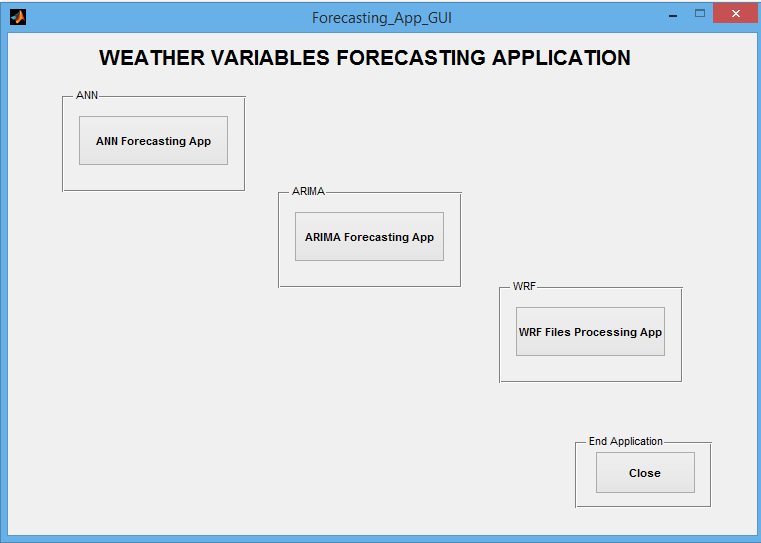 Forecasting_App_GUI
WEATHER VARIABLES FORECASTING APPLICATION
ANN
ANN Forecasting App
ARIMA
ARIMA Forecasting App
WRF
WRF Files Processing App
End Application
Close